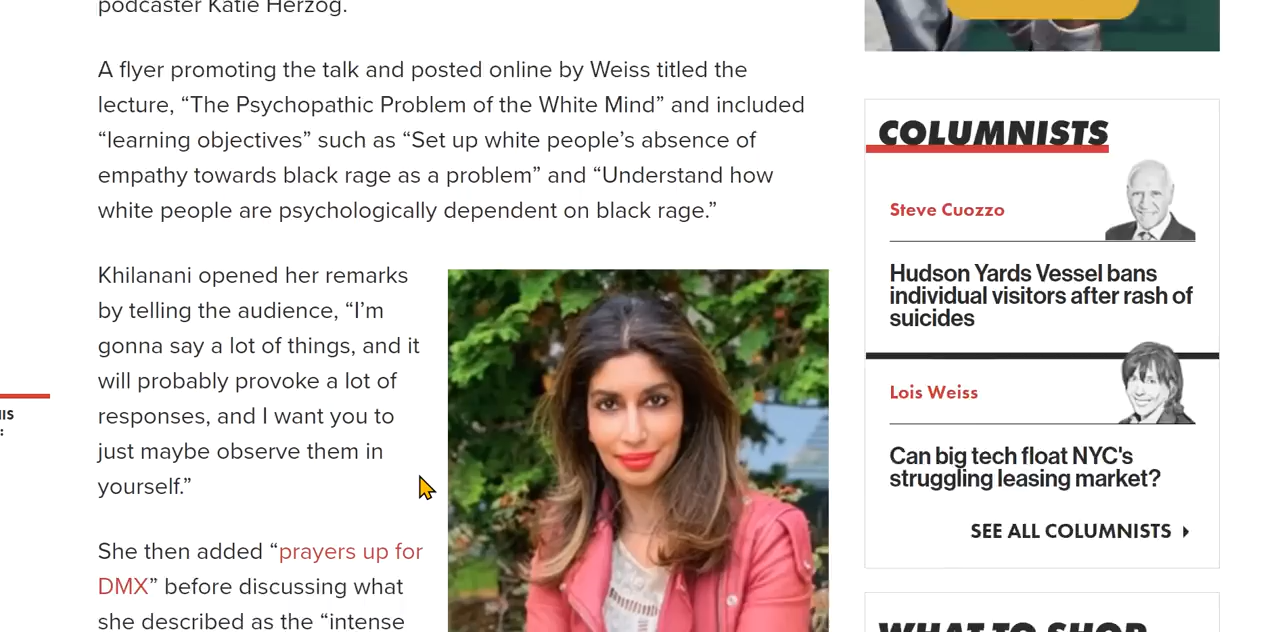 podcaster Katie Herzog.
A flyer promoting the talk and posted online by Weiss titled the
lecture, “The Psychopathic Problem of the White Mind” and included
“learning objectives” such as “Set up white people’s absence of
empathy towards black rage as a problem” and “Understand how
white people are psychologically dependent on black rage.”
Khilanani opened her remarks
by telling the audience, “I’m
gonna say a lot of things, and it
will probably provoke a lot of
responses, and I want you to
just maybe observe them in
yourself.”
She then added “prayers up for
DMX” before discussing what
she described as the “intense
COLUMNISTS
Steve Cuozzo
Hudson Yards Vessel bans
individual visitors after rash of
suicides
Lois Weiss
Can big tech float NYC's
struggling leasing market?
SEE ALL COLUMNISTS
WHAT TO SHOP